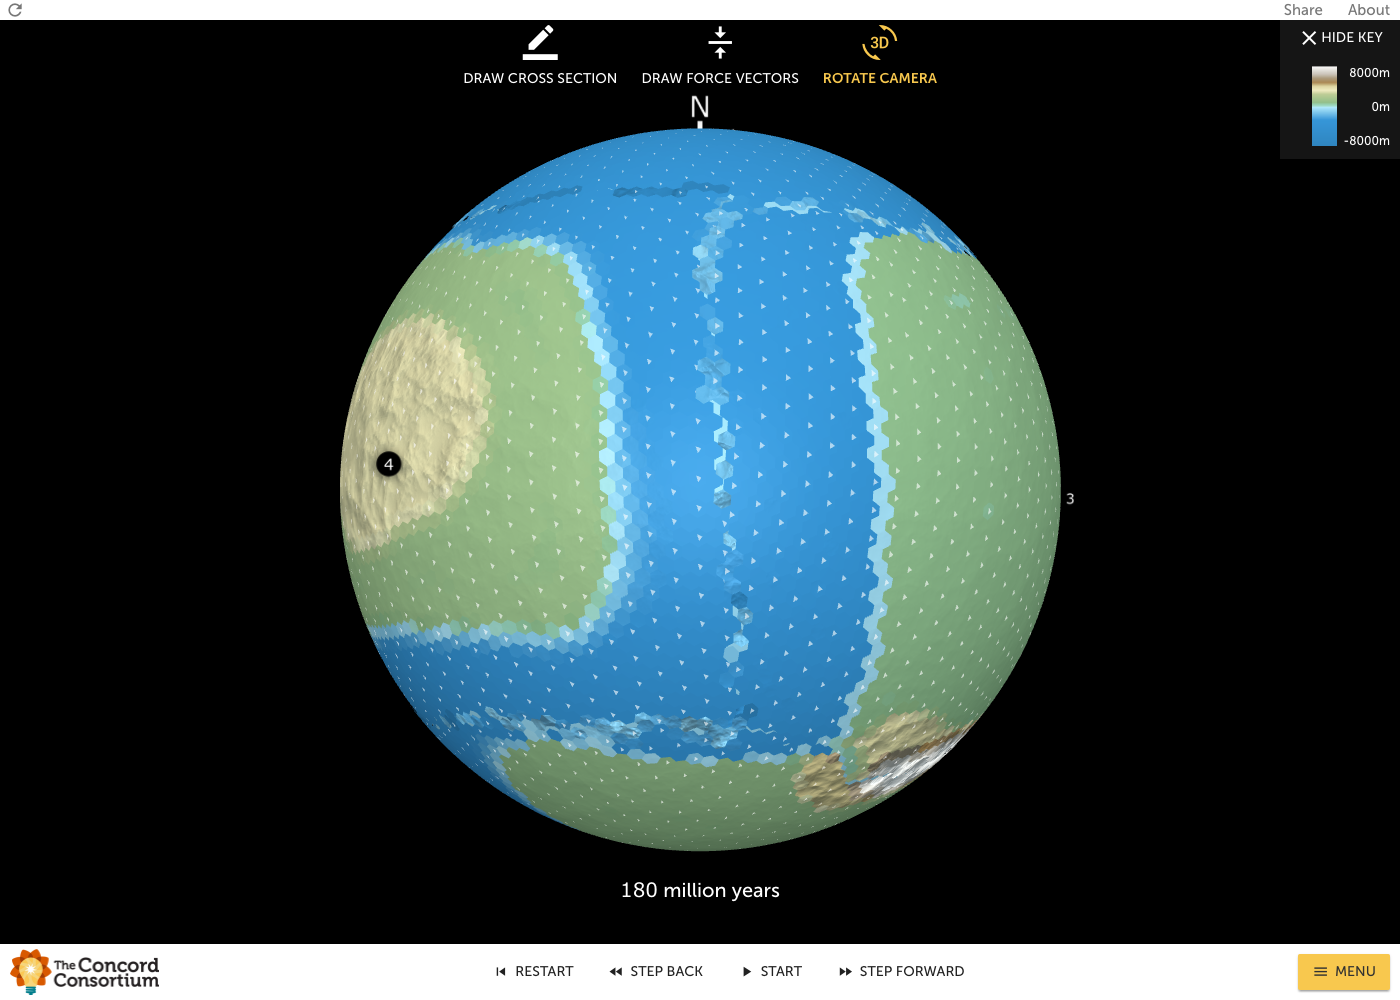 Share About
HIDE KEY
3D
DRAW CROSS SECTION DRAW FORCE VECTORS ROTATE CAMERA
8000m
0m
-8000m
N
4
3
180 million years
The Concord
Consortium
RESTART STEP BACK START STEP FORWARD
MENU